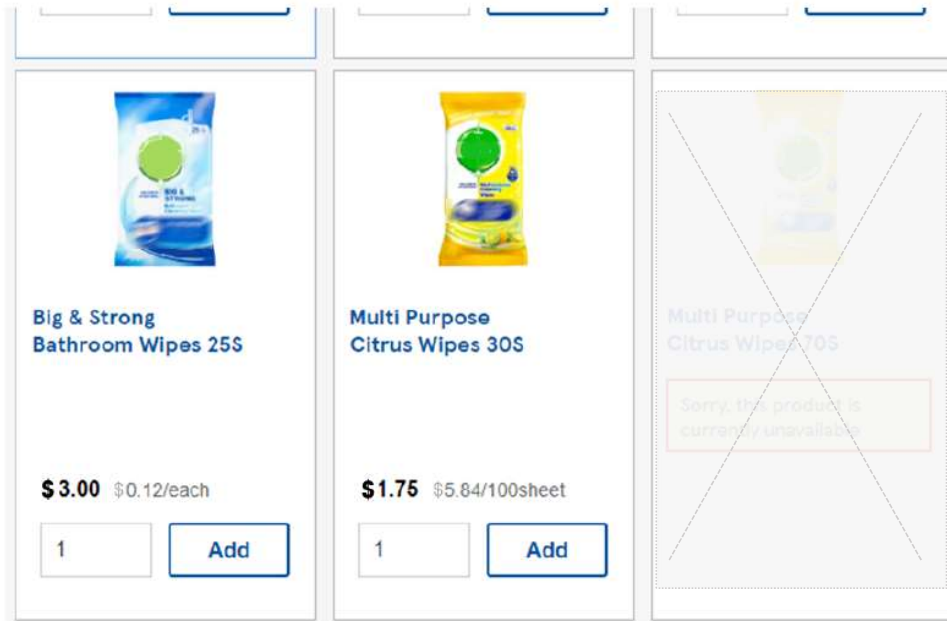 Big & Strong
Bathroom Wipes 25S
$3.00 $0.12/each
1 Add
Multi Purpose
Citrus Wipes 30S
$1.75 $5.84/100sheet
1 Add
Multi Purpose
Citrus Wipes 70S
Sorry, this product is
currently unavailable